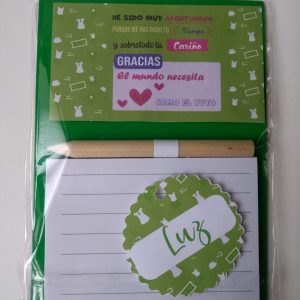 HE SIDO MUY AFORTUNADA
PORQUE ME HAS DADO TU Tiempo
y sobretodo tu Cariño
GRACIAS
El mundo necesita
COMO EL TUYO
Luz